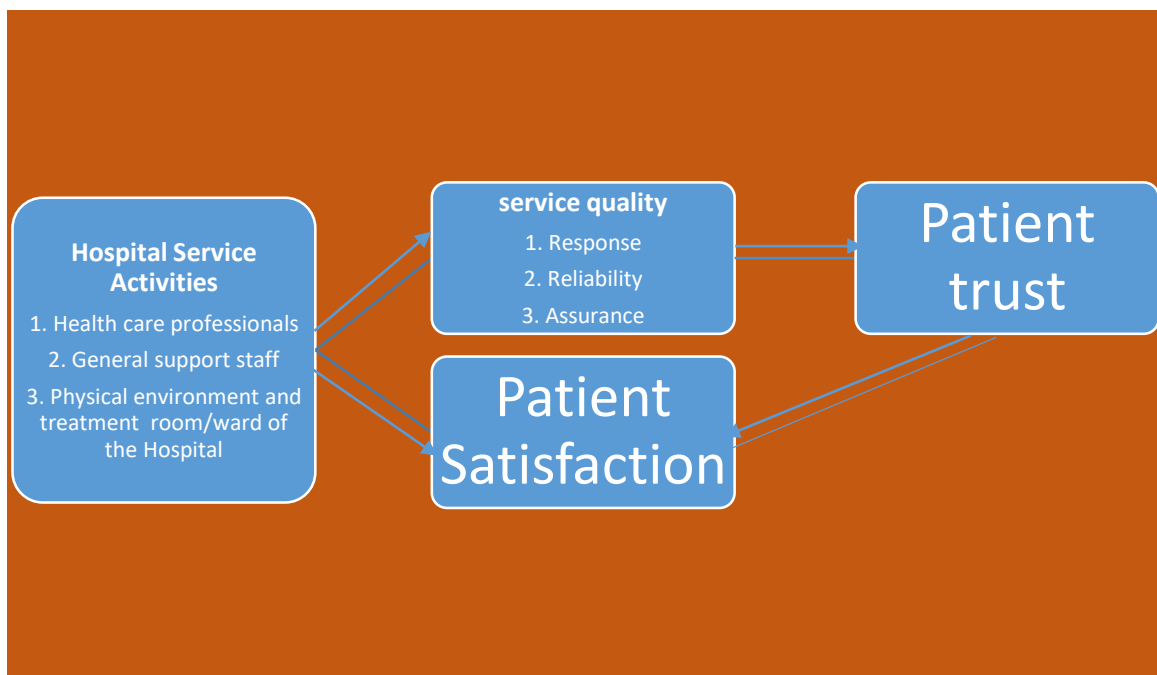 Hospital Service
Activities
1. Health care professionals
2. General support staff
3. Physical environment and
treatment room/ward of
the Hospital
service quality
1. Response
2. Reliability
3. Assurance
Patient
Satisfaction
Patient
trust